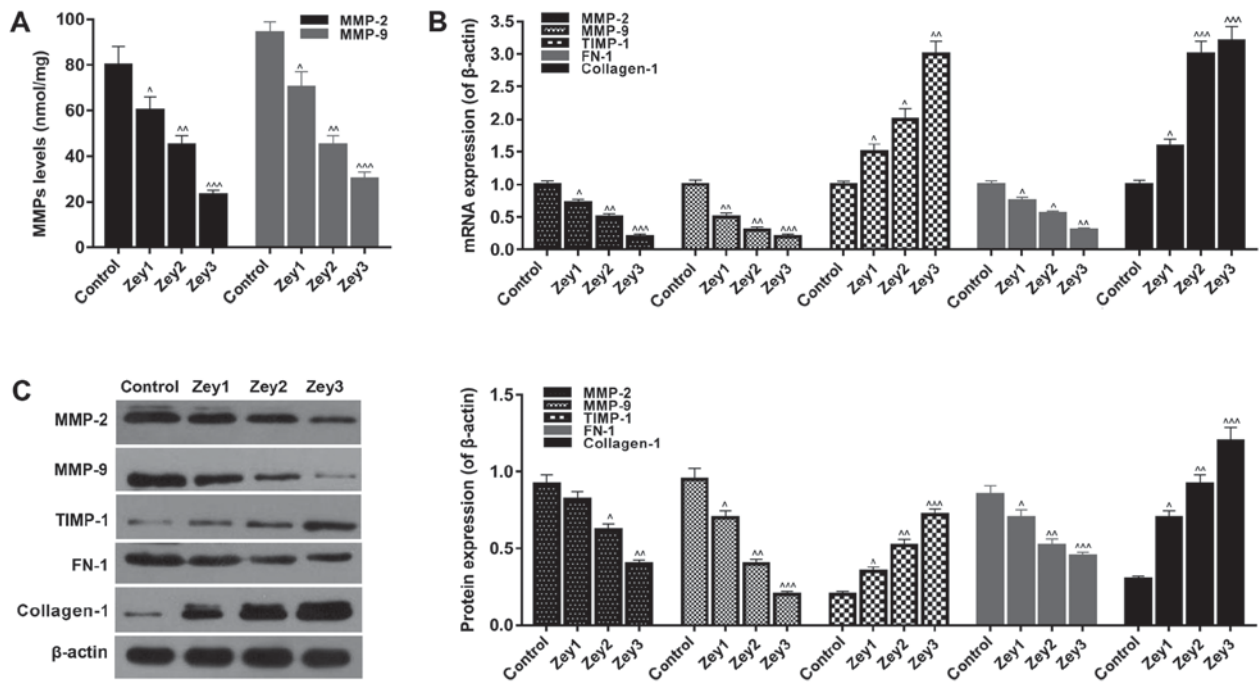 A
MMP-2
MMP-9
MMPs levels (nmol/mg)
100
80
60
40
20
0
^
^^
^^^
^
^^
^^^
Control
Zey1
Zey2
Zey3
Control
Zey1
Zey2
Zey3
B
MMP-2
MMP-9
TIMP-1
FN-1
Collagen-1
mRNA expression (of β-actin)
3.5
3.0
2.5
2.0
1.5
1.0
0.5
0.0
^
^^
^^^
^^
^^
^^^
^
^
^^
^
^
^^
^
^^^
^^^
Control
Zey1
Zey2
Zey3
Control
Zey1
Zey2
Zey3
Control
Zey1
Zey2
Zey3
Control
Zey1
Zey2
Zey3
Control
Zey1
Zey2
Zey3
C
Control Zey1 Zey2 Zey3
MMP-2
MMP-9
TIMP-1
FN-1
Collagen-1
β-actin
MMP-2
MMP-9
TIMP-1
FN-1
Collagen-1
Protein expression (of β-actin)
1.5
1.0
0.5
0.0
^
^^
^
^^
^^^
^
^^
^^^
^
^^
^^^
^
^^
^^^
Control
Zey1
Zey2
Zey3
Control
Zey1
Zey2
Zey3
Control
Zey1
Zey2
Zey3
Control
Zey1
Zey2
Zey3
Control
Zey1
Zey2
Zey3